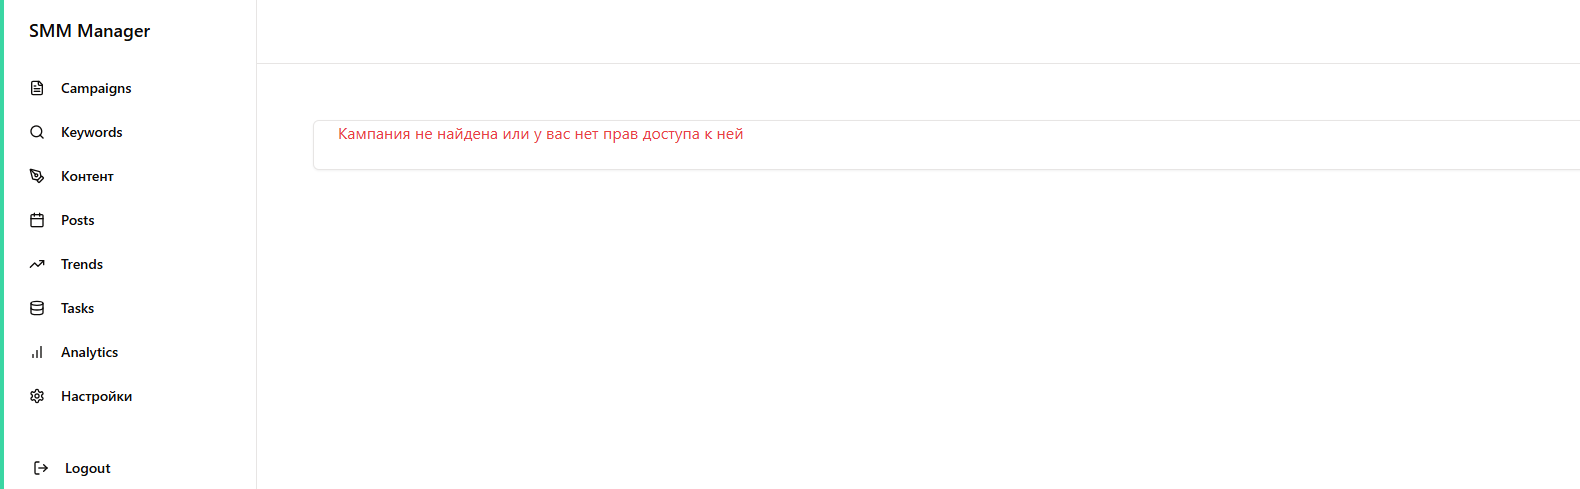 SMM Manager
Campaigns
Keywords
Контент
Posts
Trends
Tasks
Analytics
Настройки
Logout
Кампания не найдена или у вас нет прав доступа к ней